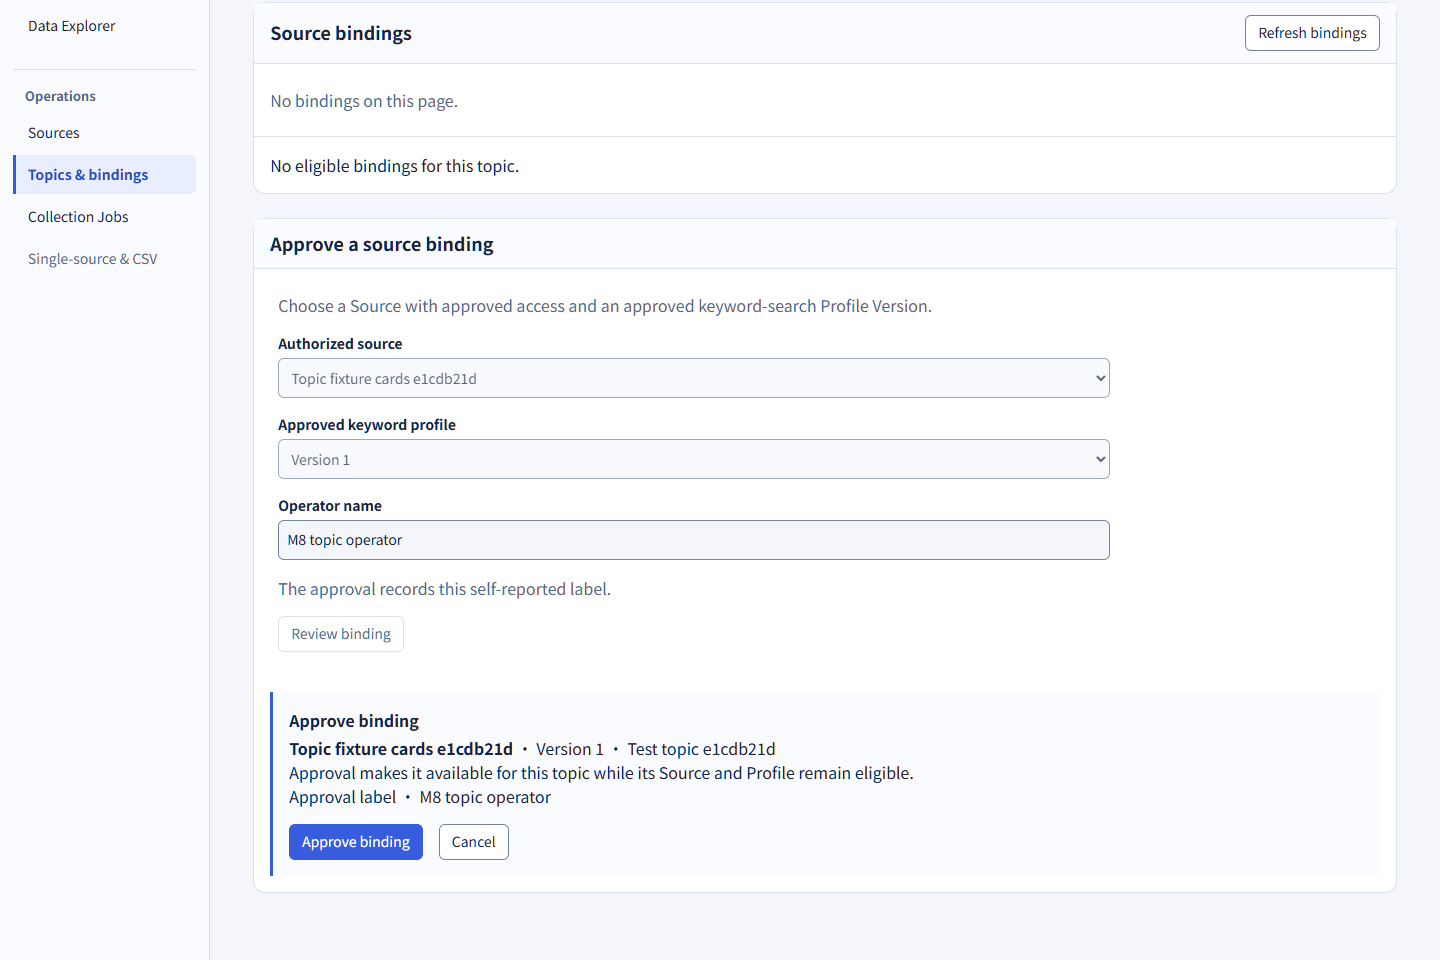 Data Explorer
Operations
Sources
Topics & bindings
Collection Jobs
Single-source & CSV
Source bindings
Refresh bindings
No bindings on this page.
No eligible bindings for this topic.
Approve a source binding
Choose a Source with approved access and an approved keyword-search Profile Version.
Authorized source
Topic fixture cards e1cdb21d
Approved keyword profile
Version 1
Operator name
M8 topic operator
The approval records this self-reported label.
Review binding
Approve binding
Topic fixture cards e1cdb21d • Version 1 • Test topic e1cdb21d
Approval makes it available for this topic while its Source and Profile remain eligible.
Approval label • M8 topic operator
Approve binding
Cancel